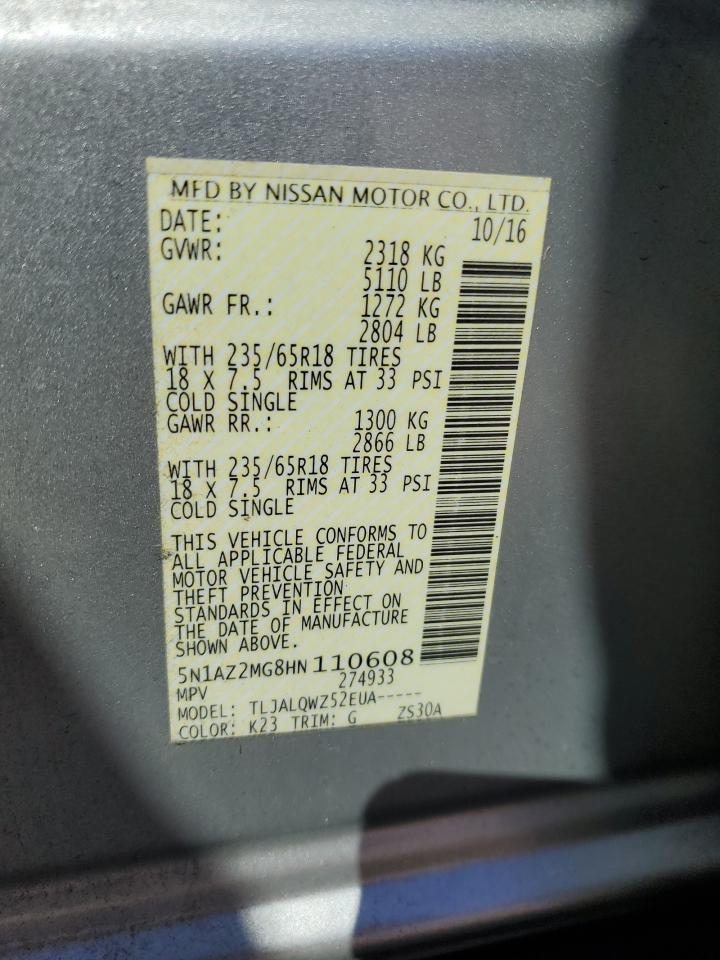 MFD BY NISSAN MOTOR CO., LTD.
DATE: 10/16
GVWR: 2318 KG
5110 LB
GAWR FR.: 1272 KG
2804 LB
WITH 235/65R18 TIRES
18 X 7.5 RIMS AT 33 PSI
COLD SINGLE
GAWR RR.: 1300 KG
2866 LB
WITH 235/65R18 TIRES
18 X 7.5 RIMS AT 33 PSI
COLD SINGLE
THIS VEHICLE CONFORMS TO
ALL APPLICABLE FEDERAL
MOTOR VEHICLE SAFETY AND
THEFT PREVENTION
STANDARDS IN EFFECT ON
THE DATE OF MANUFACTURE
SHOWN ABOVE.
5N1AZ2MG8HN110608
MPV 274933
MODEL: TLJALQWZ52EUA-----
COLOR: K23 TRIM: G ZS30A